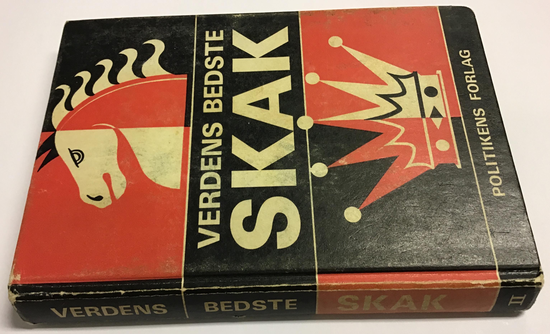 VERDENS BEDSTE
SKAK
POLITIKENS FORLAG
VERDENS BEDSTE SKAK II